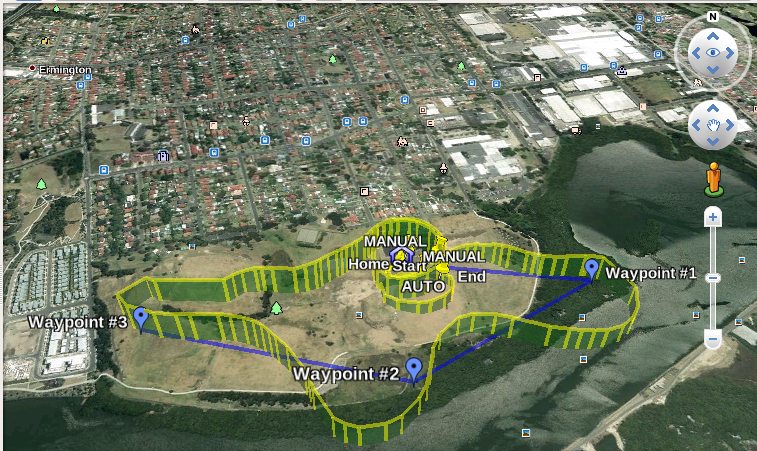 N
Ermington
MANUAL
MANUAL
Home Start
End
AUTO
Waypoint #1
Waypoint #3
Waypoint #2